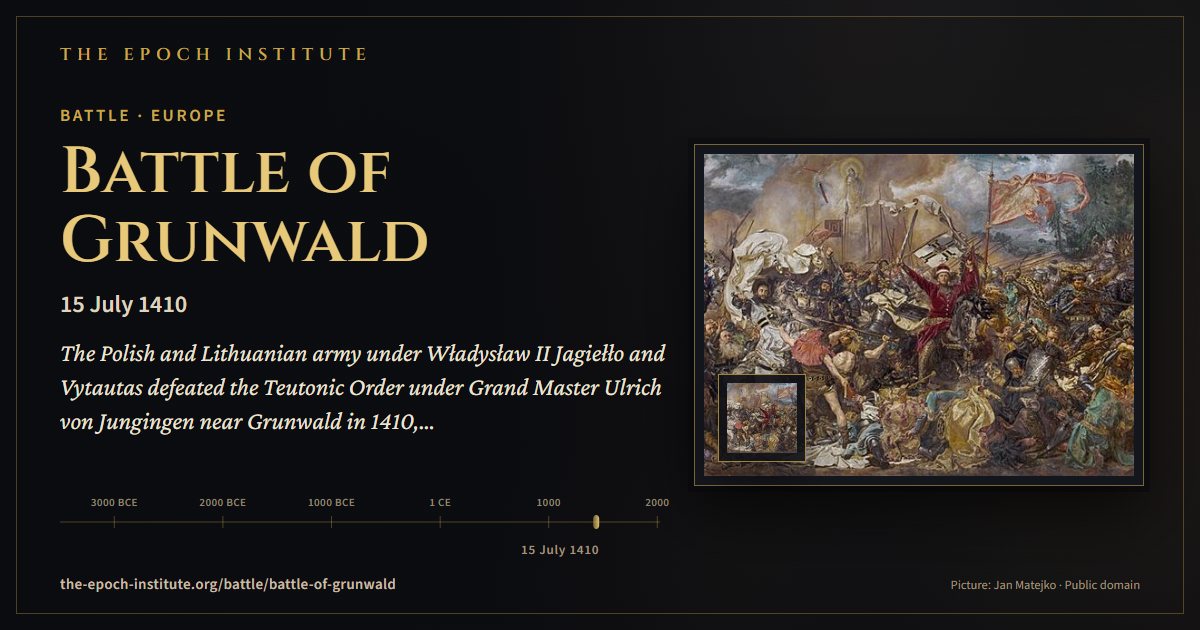 THE EPOCH INSTITUTE
BATTLE · EUROPE
BATTLE OF
GRUNWALD
15 July 1410
The Polish and Lithuanian army under Władysław II Jagiełło and
Vytautas defeated the Teutonic Order under Grand Master Ulrich
von Jungingen near Grunwald in 1410,...
3000 BCE 2000 BCE 1000 BCE 1 CE 1000 2000
15 July 1410
the-epoch-institute.org/battle/battle-of-grunwald
Picture: Jan Matejko · Public domain